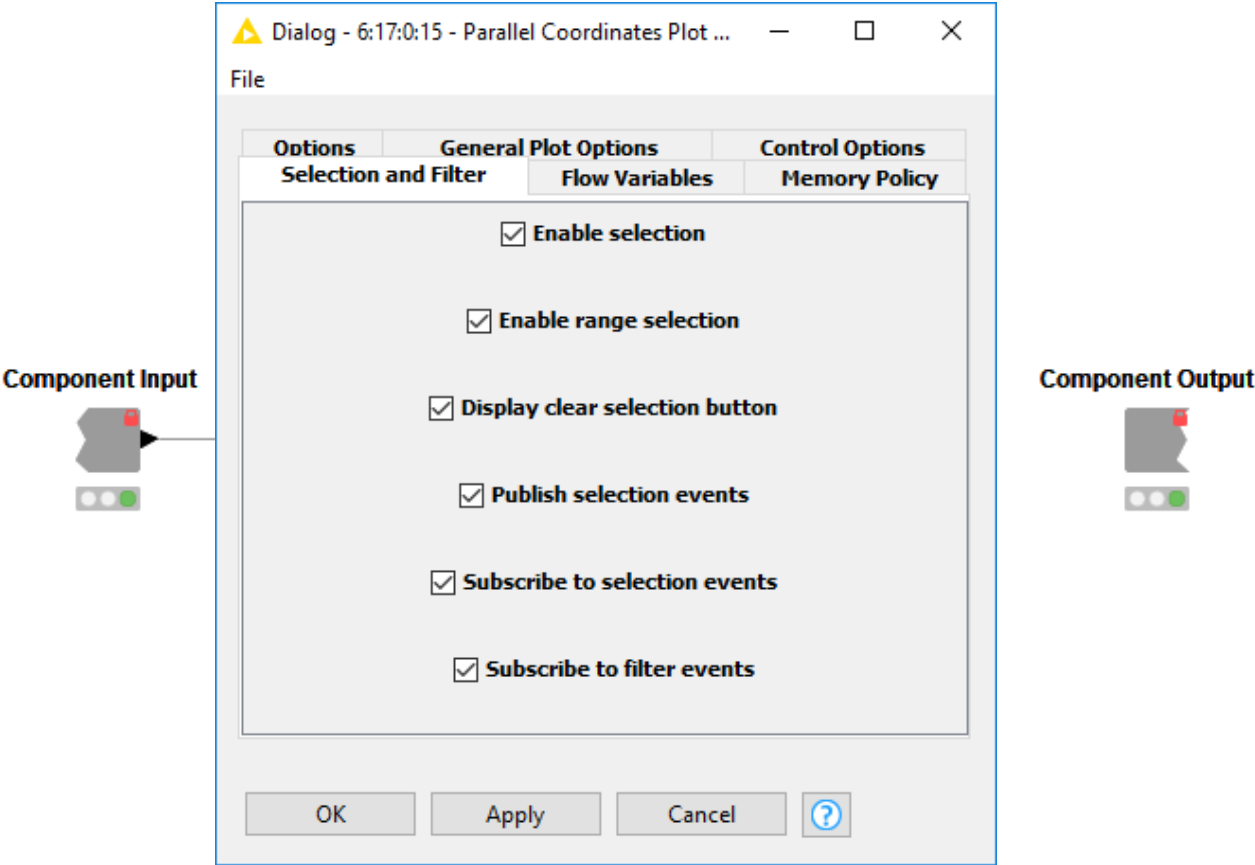 Dialog - 6:17:0:15 - Parallel Coordinates Plot ...
File
Options General Plot Options Control Options
Selection and Filter Flow Variables Memory Policy
Enable selection
Enable range selection
Component Input
Component Output
Display clear selection button
Publish selection events
Subscribe to selection events
Subscribe to filter events
OK Apply Cancel ?